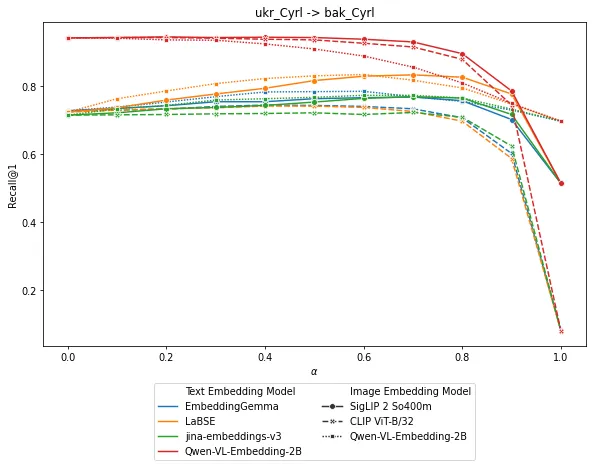 ukr_Cyrl -> bak_Cyrl
Recall@1
0.8
0.6
0.4
0.2
0.0 0.2 0.4 0.6 0.8 1.0
α
Text Embedding Model Image Embedding Model
EmbeddingGemma SigLIP 2 So400m
LaBSE CLIP ViT-B/32
jina-embeddings-v3 Qwen-VL-Embedding-2B
Qwen-VL-Embedding-2B